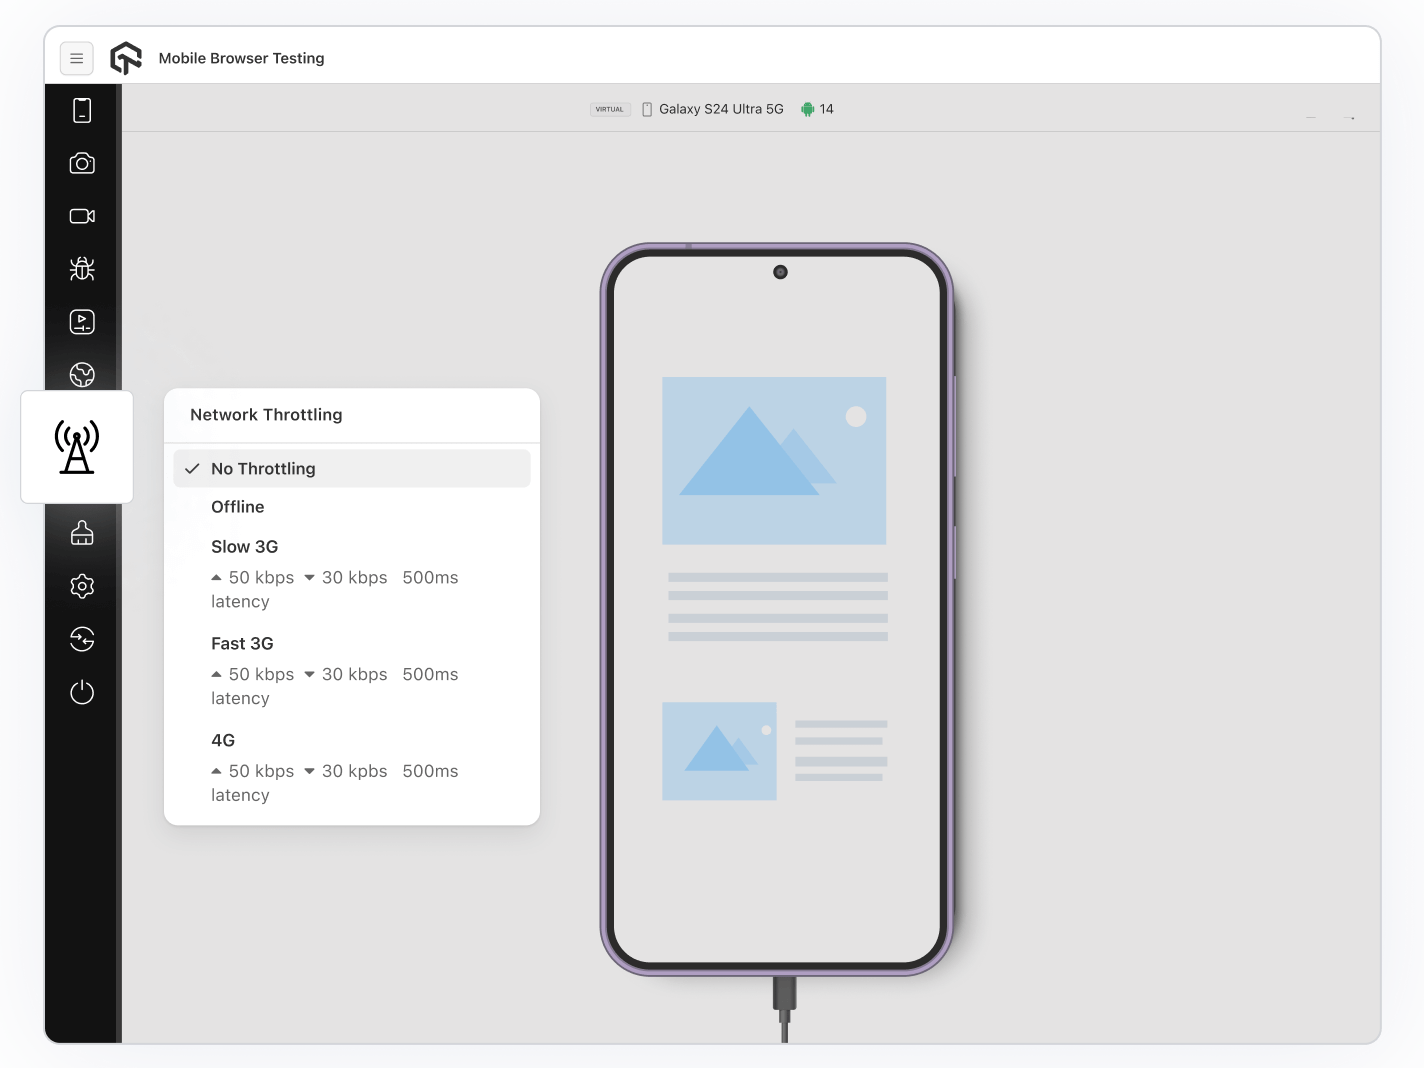 Mobile Browser Testing
VIRTUAL Galaxy S24 Ultra 5G 14
Network Throttling
No Throttling
Offline
Slow 3G
50 kbps 30 kbps 500ms
latency
Fast 3G
50 kbps 30 kbps 500ms
latency
4G
50 kbps 30 kpbs 500ms
latency